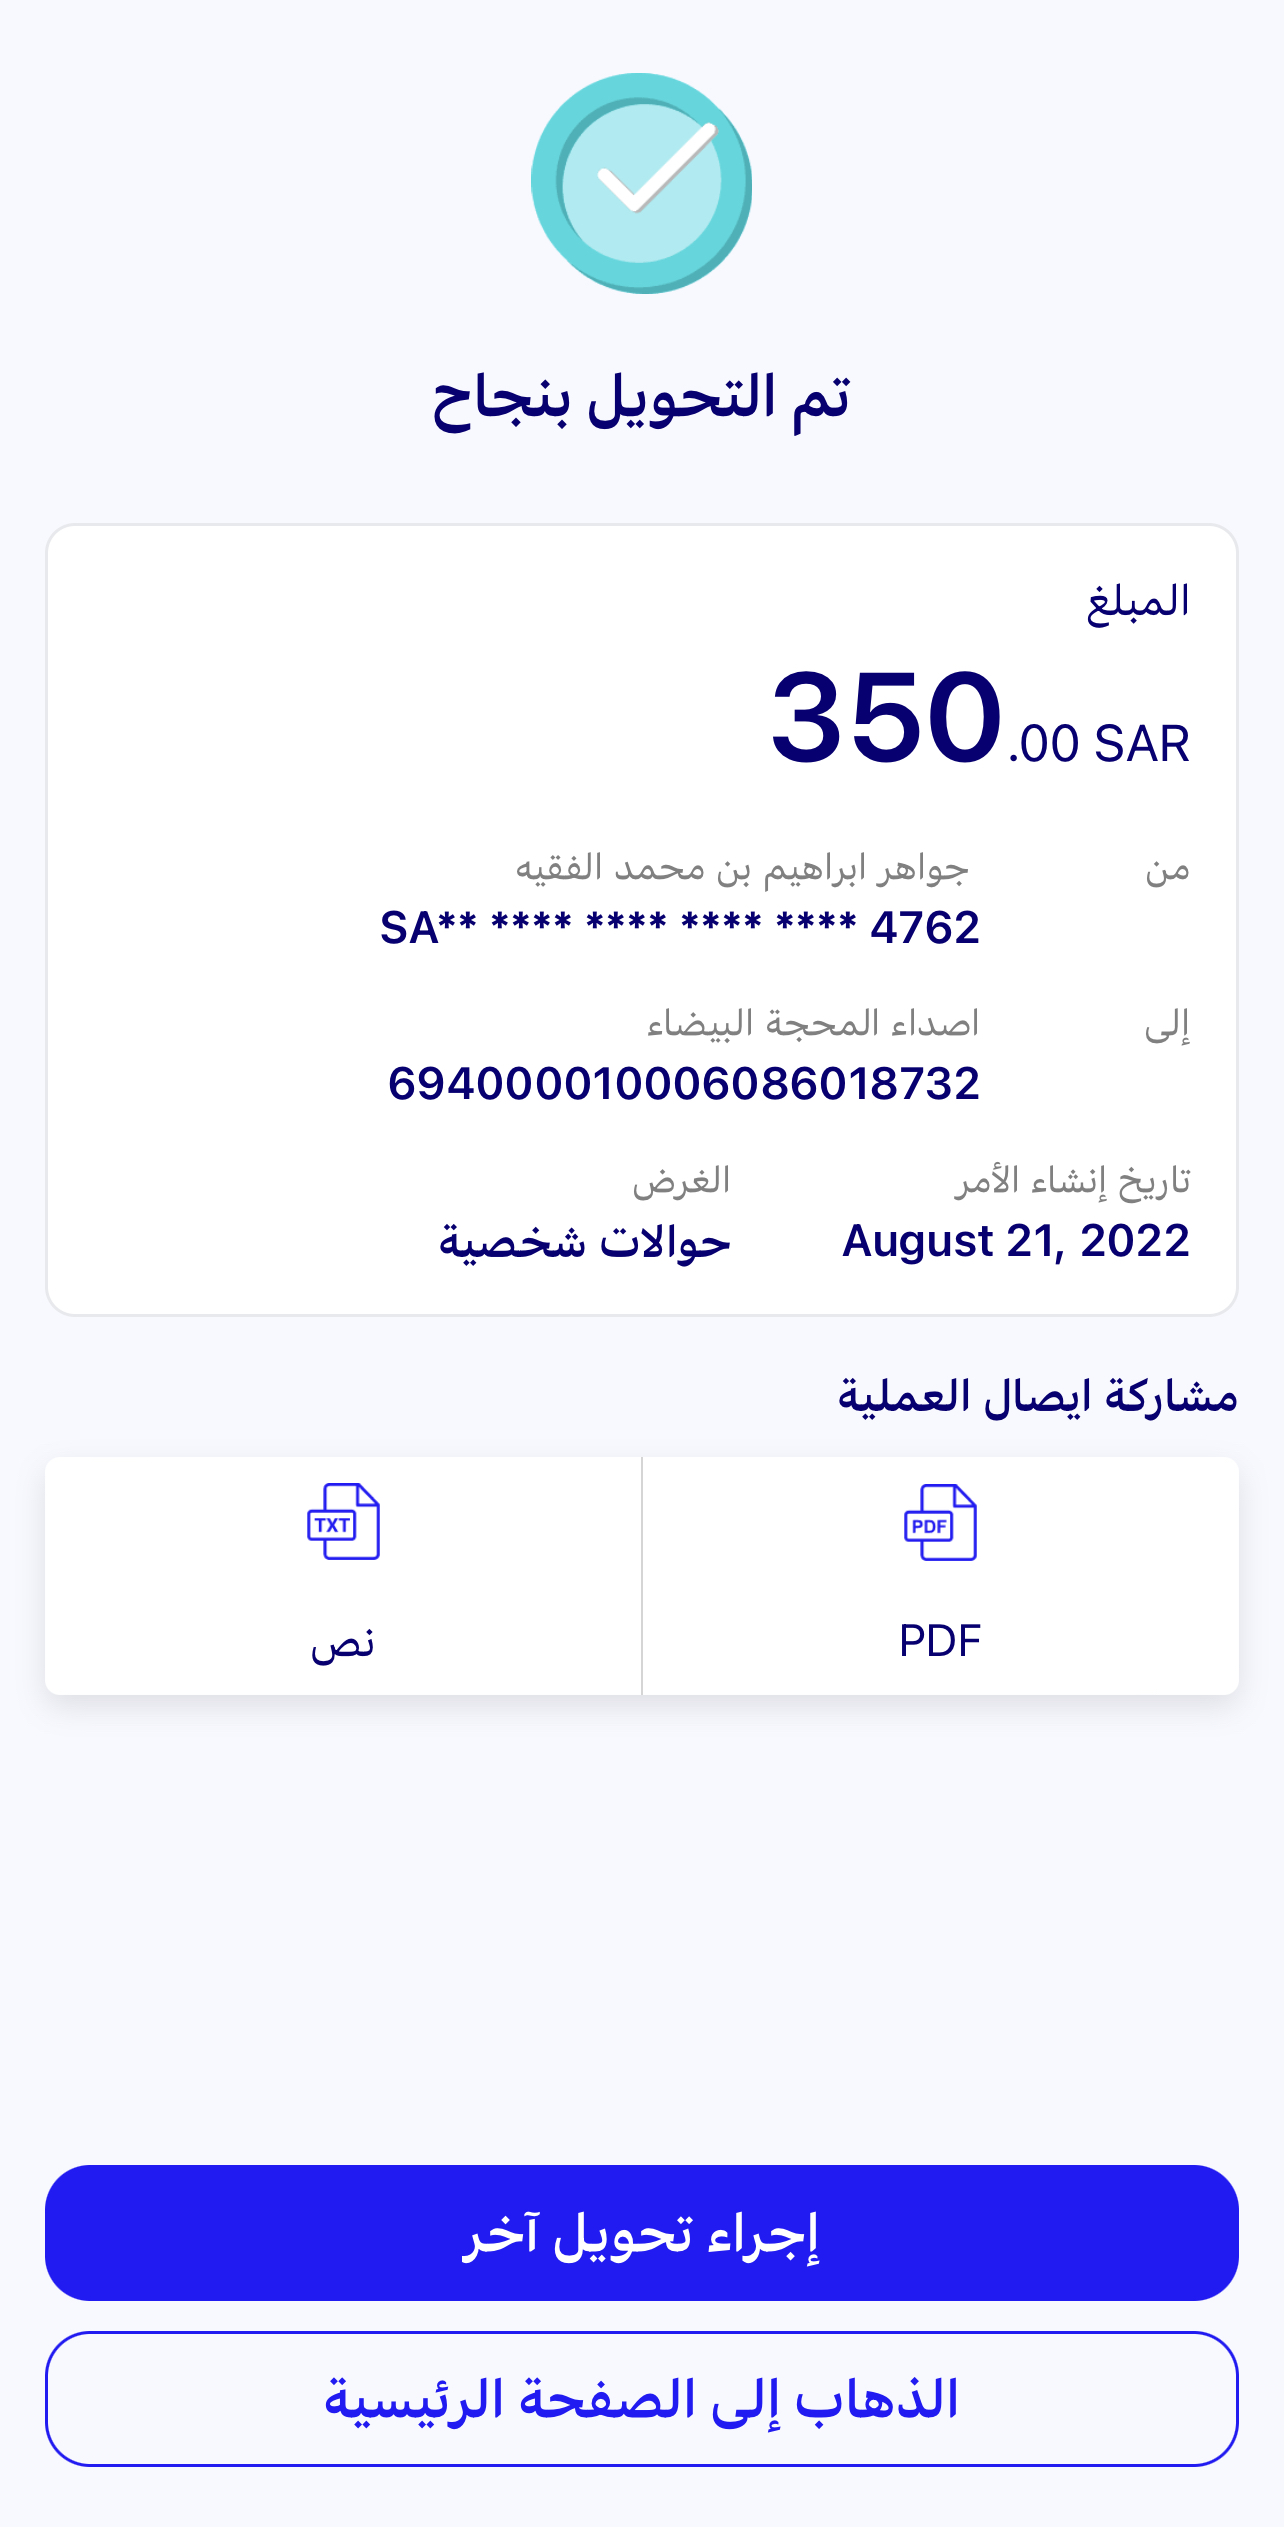 تم التحويل بنجاح
المبلغ
350.00 SAR
من
جواهر ابراهيم بن محمد الفقيه
SA** **** **** **** **** 4762
إلى
اصداء المحجة البيضاء
69400001000608601​8732
تاريخ إنشاء الأمر
August 21, 2022
الغرض
حوالات شخصية
مشاركة ايصال العملية
PDF
PDF
TXT
نص
إجراء تحويل آخر
الذهاب إلى الصفحة الرئيسية